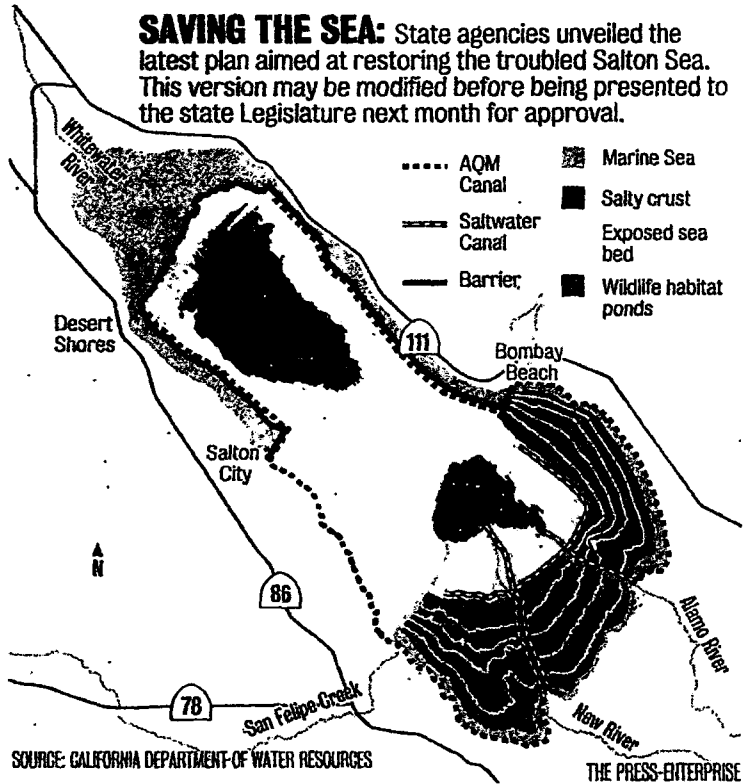 SAVING THE SEA: State agencies unveiled the
latest plan aimed at restoring the troubled Salton Sea.
This version may be modified before being presented to
the state Legislature next month for approval.
Whitewater
River
AQM
Canal
Saltwater
Canal
Barrier
Marine Sea
Salty crust
Exposed sea
bed
Wildlife habitat
ponds
Desert
Shores
111
Bombay
Beach
Salton
City
N
86
78
San Felipe Creek
Alamo River
New River
SOURCE: CALIFORNIA DEPARTMENT OF WATER RESOURCES
THE PRESS-ENTERPRISE